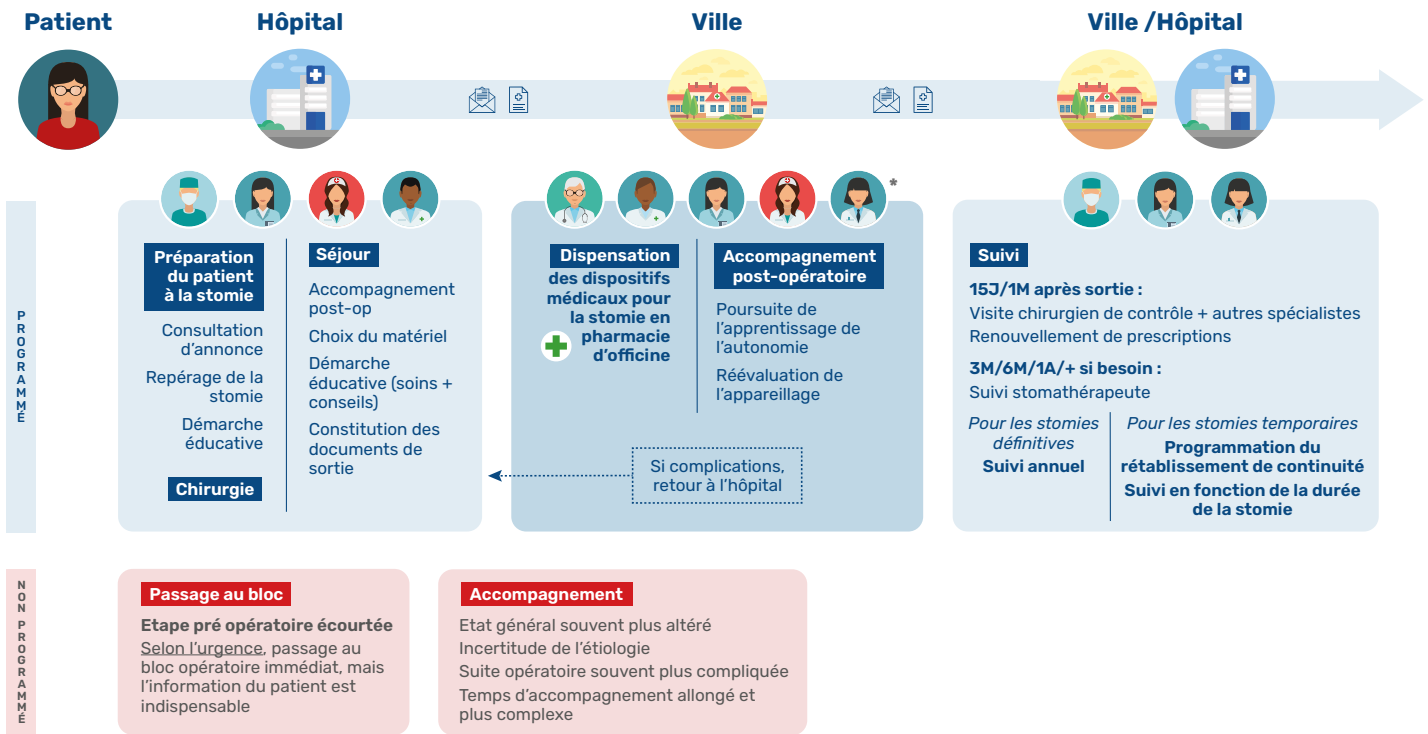 Patient
Hôpital
Ville
Ville /Hôpital
PROGRAMMÉ
Préparation
du patient
à la stomie
Consultation
d'annonce
Repérage de la
stomie
Démarche
éducative
Chirurgie
Séjour
Accompagnement
post-op
Choix du matériel
Démarche
éducative (soins +
conseils)
Constitution des
documents de
sortie
*
Dispensation
des dispositifs
médicaux pour
la stomie en
pharmacie
d'officine
Accompagnement
post-opératoire
Poursuite de
l'apprentissage de
l'autonomie
Réévaluation de
l'appareillage
Si complications,
retour à l'hôpital
Suivi
15J/1M après sortie :
Visite chirurgien de contrôle + autres spécialistes
Renouvellement de prescriptions
3M/6M/1A/+ si besoin :
Suivi stomathérapeute
Pour les stomies
définitives
Suivi annuel
Pour les stomies temporaires
Programmation du
rétablissement de continuité
Suivi en fonction de la durée
de la stomie
NON PROGRAMMÉ
Passage au bloc
Etape pré opératoire écourtée
Selon l'urgence, passage au
bloc opératoire immédiat, mais
l'information du patient est
indispensable
Accompagnement
Etat général souvent plus altéré
Incertitude de l'étiologie
Suite opératoire souvent plus compliquée
Temps d'accompagnement allongé et
plus complexe